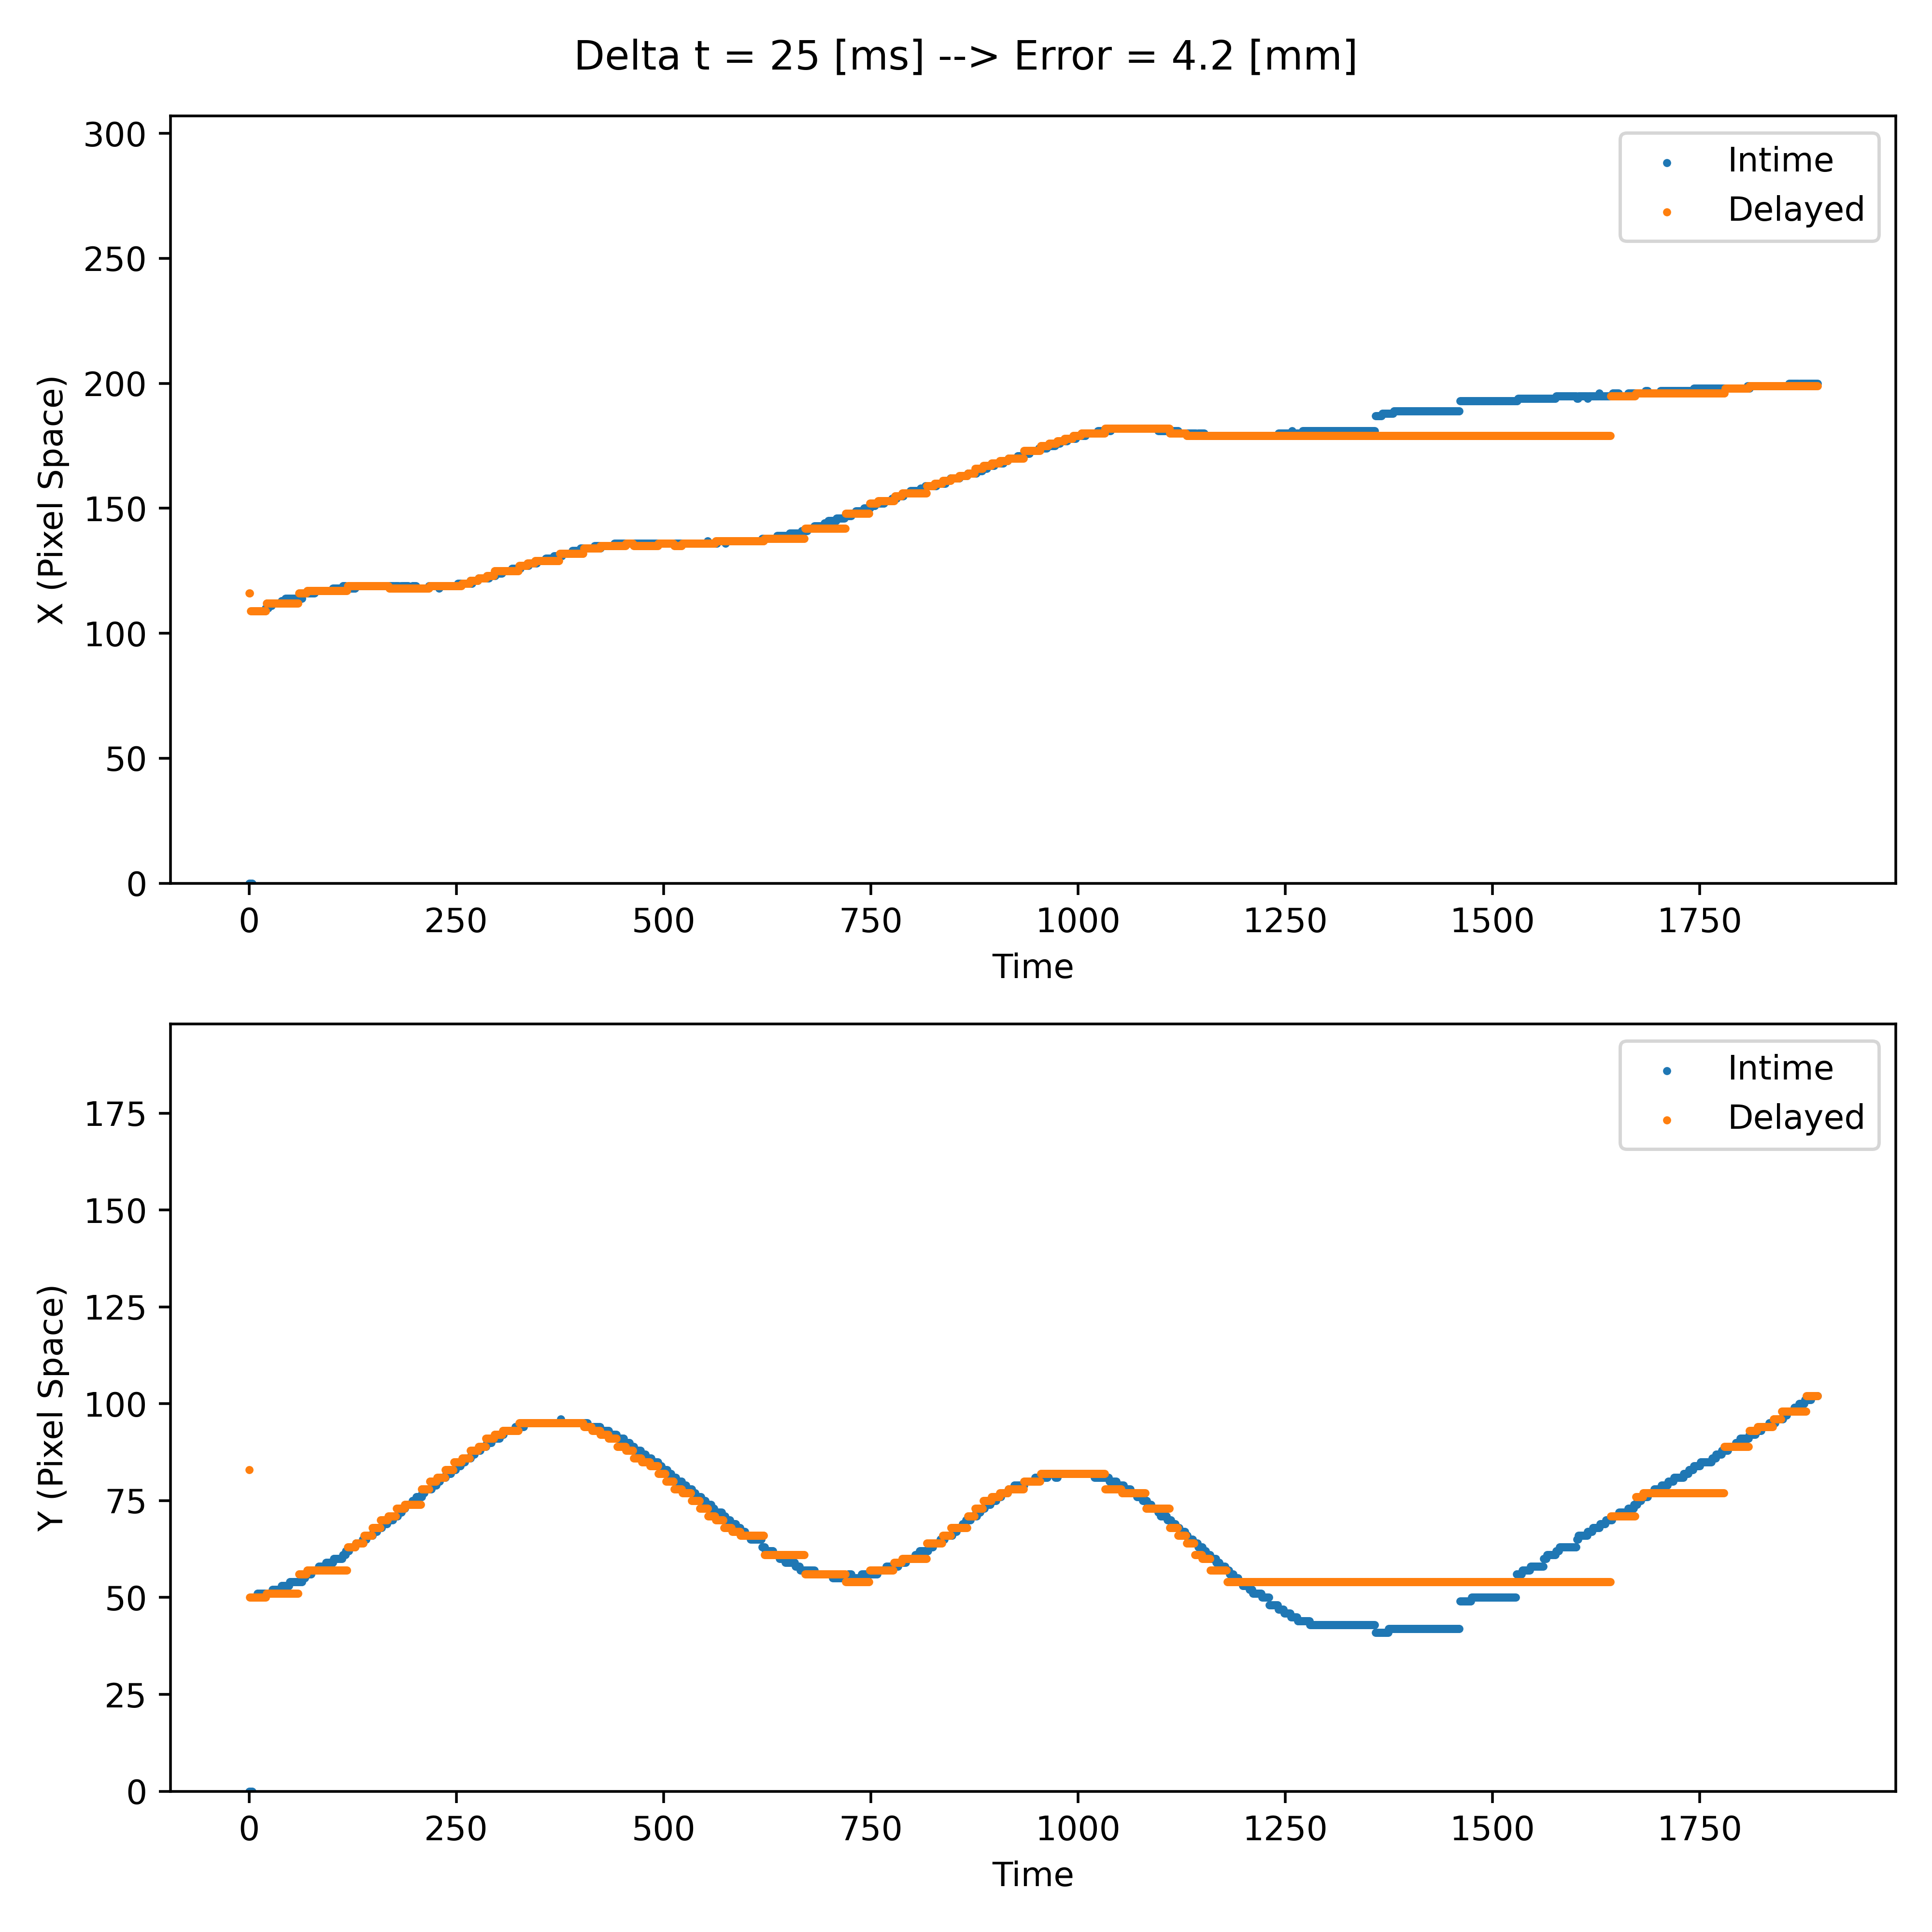 Delta t = 25 [ms] --> Error = 4.2 [mm]
300
250
200
150
100
50
0
X (Pixel Space)
Intime
Delayed
0 250 500 750 1000 1250 1500 1750
Time
175
150
125
100
75
50
25
0
Y (Pixel Space)
Intime
Delayed
0 250 500 750 1000 1250 1500 1750
Time